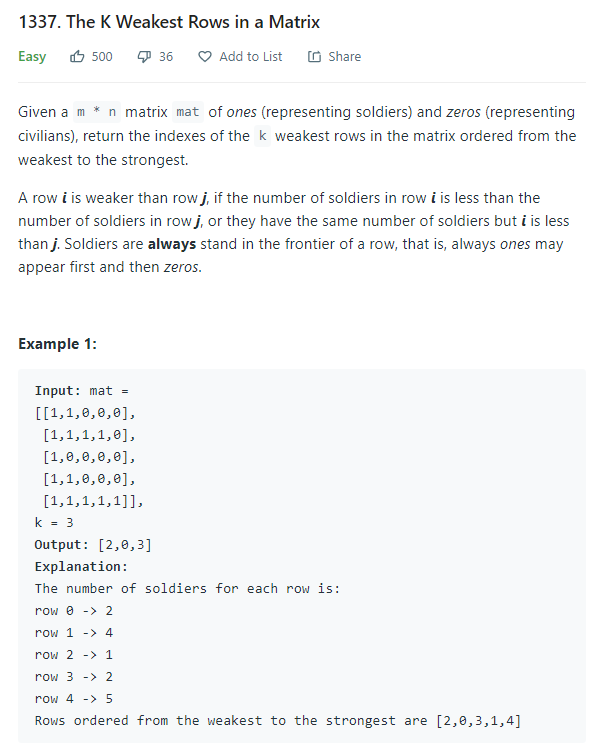 1337. The K Weakest Rows in a Matrix
Easy 500 36 Add to List Share
Given a m * n matrix mat of ones (representing soldiers) and zeros (representing
civilians), return the indexes of the k weakest rows in the matrix ordered from the
weakest to the strongest.
A row i is weaker than row j, if the number of soldiers in row i is less than the
number of soldiers in row j, or they have the same number of soldiers but i is less
than j. Soldiers are always stand in the frontier of a row, that is, always ones may
appear first and then zeros.
Example 1:
Input: mat =
[[1,1,0,0,0],
[1,1,1,1,0],
[1,0,0,0,0],
[1,1,0,0,0],
[1,1,1,1,1]],
k = 3
Output: [2,0,3]
Explanation:
The number of soldiers for each row is:
row 0 -> 2
row 1 -> 4
row 2 -> 1
row 3 -> 2
row 4 -> 5
Rows ordered from the weakest to the strongest are [2,0,3,1,4]